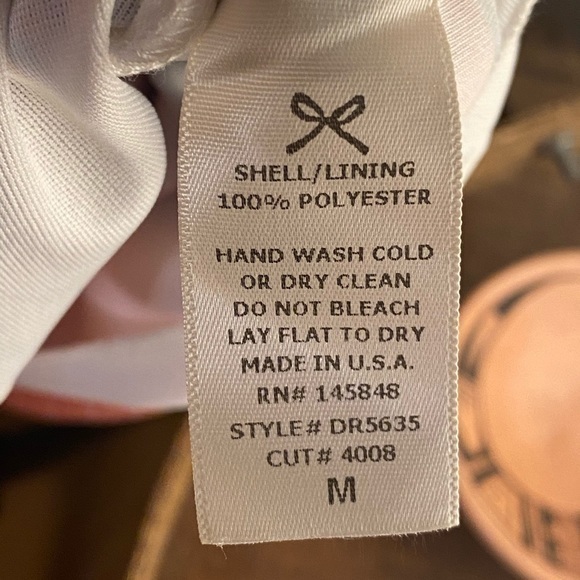 SHELL/LINING
100% POLYESTER
HAND WASH COLD
OR DRY CLEAN
DO NOT BLEACH
LAY FLAT TO DRY
MADE IN U.S.A.
RN# 145848
STYLE# DR5635
CUT# 4008
M